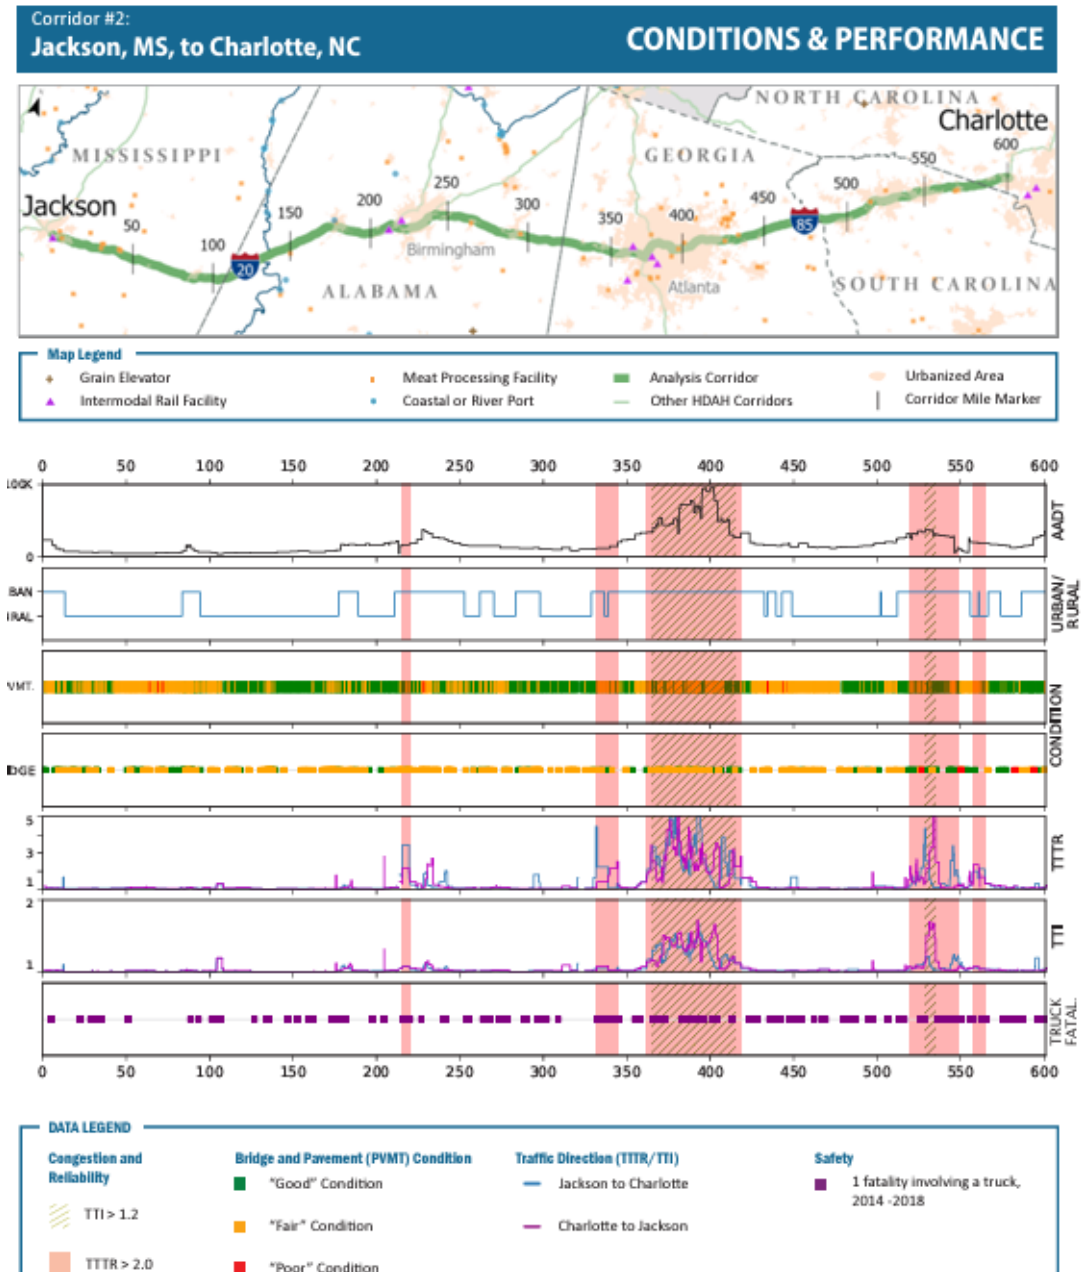 Corridor #2:
Jackson, MS, to Charlotte, NC
CONDITIONS & PERFORMANCE
NORTH CAROLINA
Charlotte
MISSISSIPPI
GEORGIA
600
550
500
450
400
350
300
250
200
150
100
50
Jackson
85
20
Birmingham
Atlanta
ALABAMA
SOUTH CAROLINA
Map Legend
Grain Elevator
Meat Processing Facility
Analysis Corridor
Urbanized Area
Intermodal Rail Facility
Coastal or River Port
Other HDAH Corridors
Corridor Mile Marker
0 50 100 150 200 250 300 350 400 450 500 550 600
00K
0
AADT
BAN
RAL
URBAN/
RURAL
VMT.
CONDITION
DGE
5
3
1
TTTR
2
1
TTI
TRUCK
FATAL.
0 50 100 150 200 250 300 350 400 450 500 550 600
DATA LEGEND
Congestion and
Reliability
TTI > 1.2
TTTR > 2.0
Bridge and Pavement (PVMT) Condition
"Good" Condition
"Fair" Condition
"Poor" Condition
Traffic Direction (TTTR/TTI)
Jackson to Charlotte
Charlotte to Jackson
Safety
1 fatality involving a truck,
2014 -2018